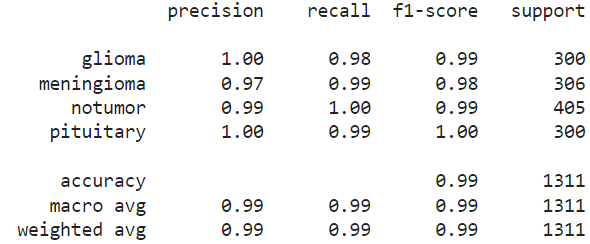 precision recall f1-score support
glioma 1.00 0.98 0.99 300
meningioma 0.97 0.99 0.98 306
notumor 0.99 1.00 0.99 405
pituitary 1.00 0.99 1.00 300
accuracy 0.99 1311
macro avg 0.99 0.99 0.99 1311
weighted avg 0.99 0.99 0.99 1311